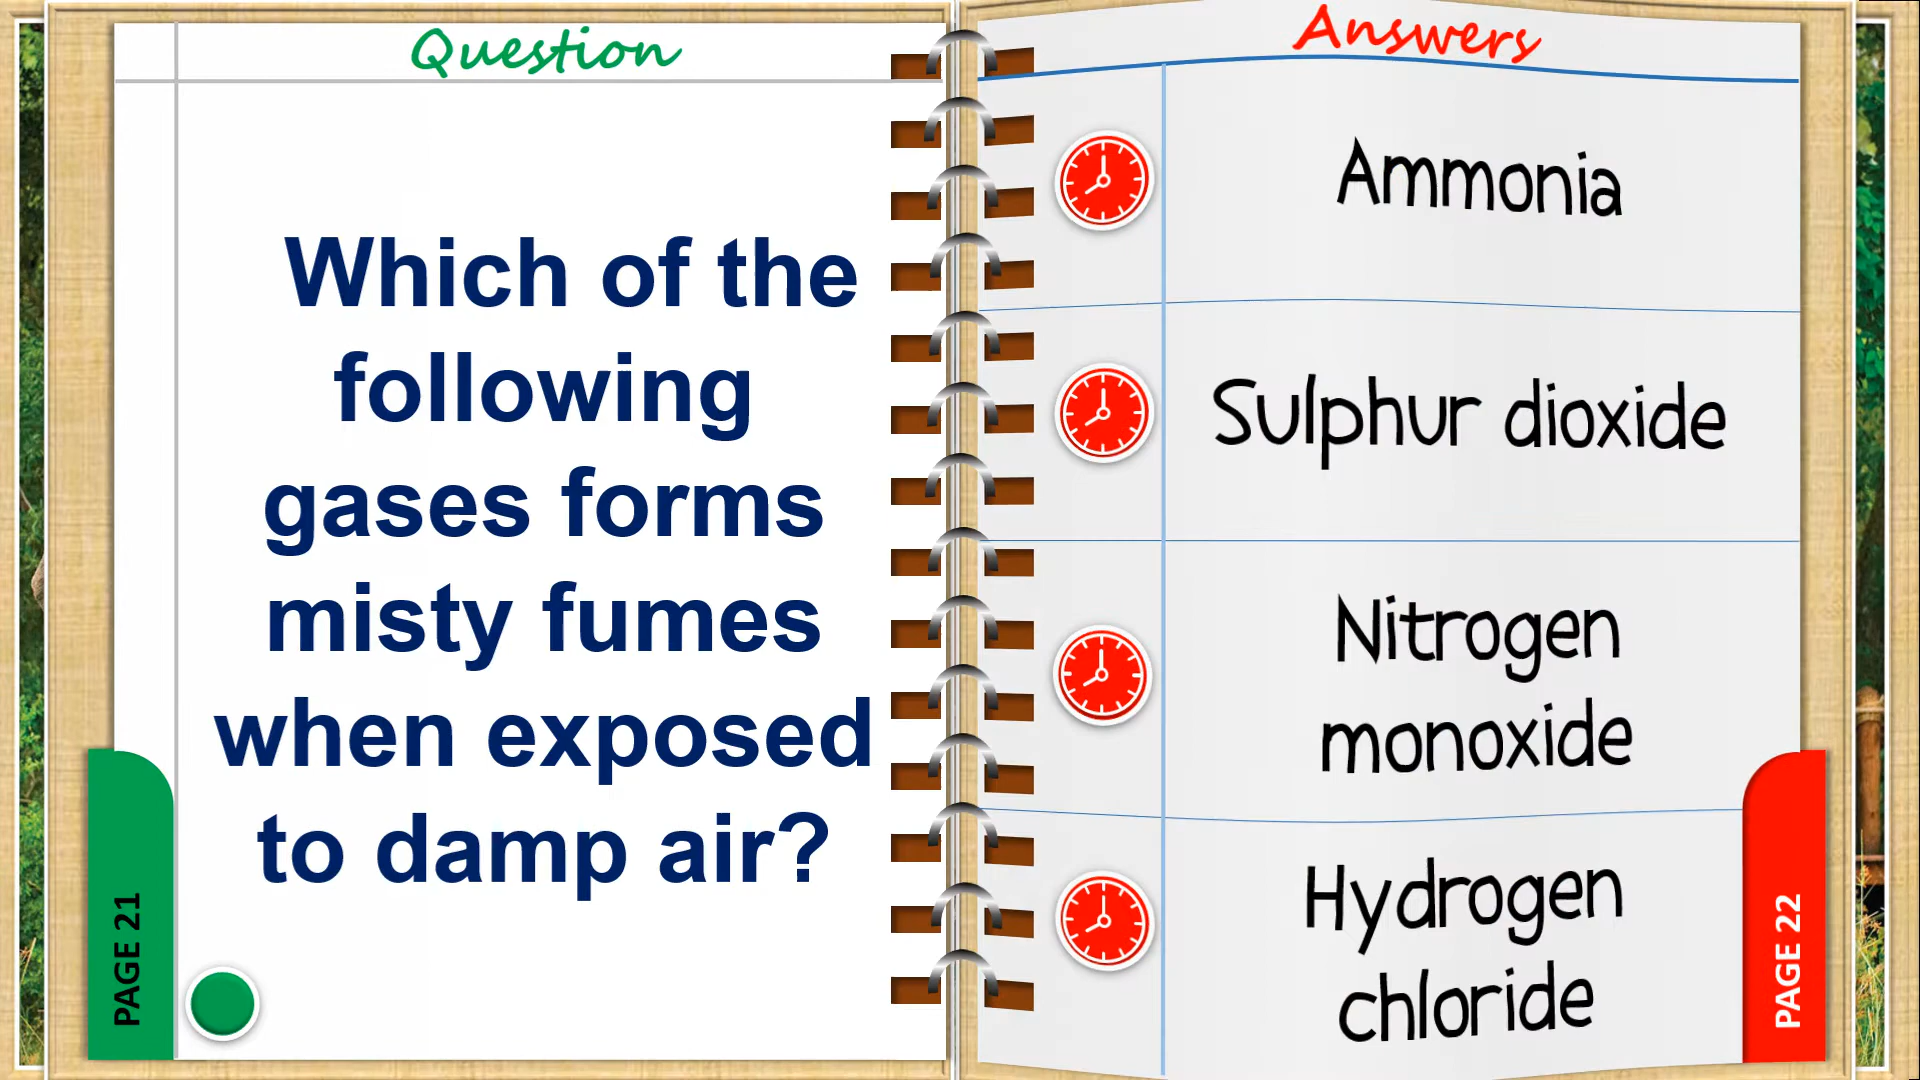 Question
Which of the
following
gases forms
misty fumes
when exposed
to damp air?
PAGE 21
Answers
Ammonia
Sulphur dioxide
Nitrogen
monoxide
Hydrogen
chloride
PAGE 22